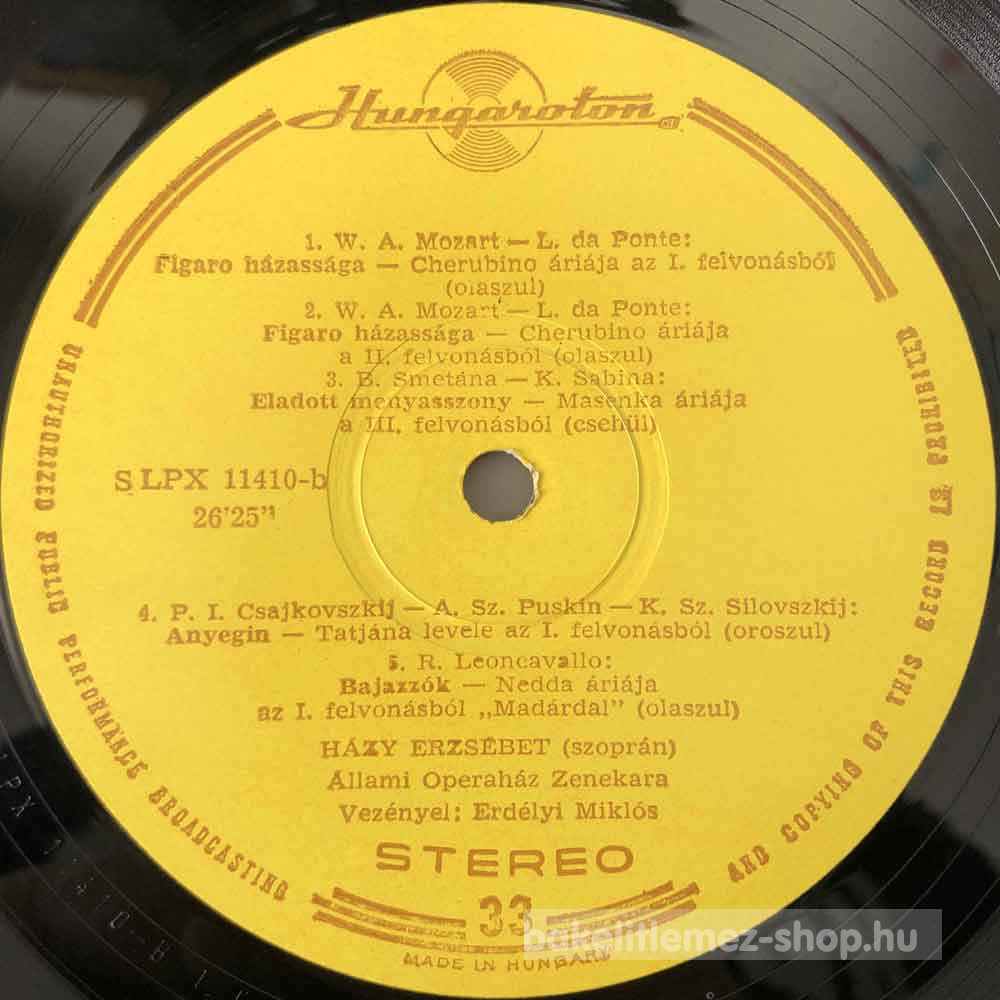 Hungaroton
1. W. A. Mozart — L. da Ponte:
Figaro házassága — Cherubino áriája az I. felvonásból
(olaszul)
2. W. A. Mozart — L. da Ponte:
Figaro házassága — Cherubino áriája
a II. felvonásból (olaszul)
3. B. Smetána — K. Sabina:
Eladott menyasszony — Masenka áriája
a III. felvonásból (csehül)
SLPX 11410-b
26'25"
4. P. I. Csajkovszkij — A. Sz. Puskin — K. Sz. Silovszkij:
Anyegin — Tatjána levele az I. felvonásból (oroszul)
5. R. Leoncavallo:
Bajazzók — Nedda áriája
az I. felvonásból „Madárdal" (olaszul)
HÁZY ERZSÉBET (szoprán)
Állami Operaház Zenekara
Vezényel: Erdélyi Miklós
STEREO
33
MADE IN HUNGARY
UNAUTHORIZED PUBLIC PERFORMANCE BROADCASTING
AND COPYING OF THIS RECORD PROHIBITED
bakelitlemez-shop.hu